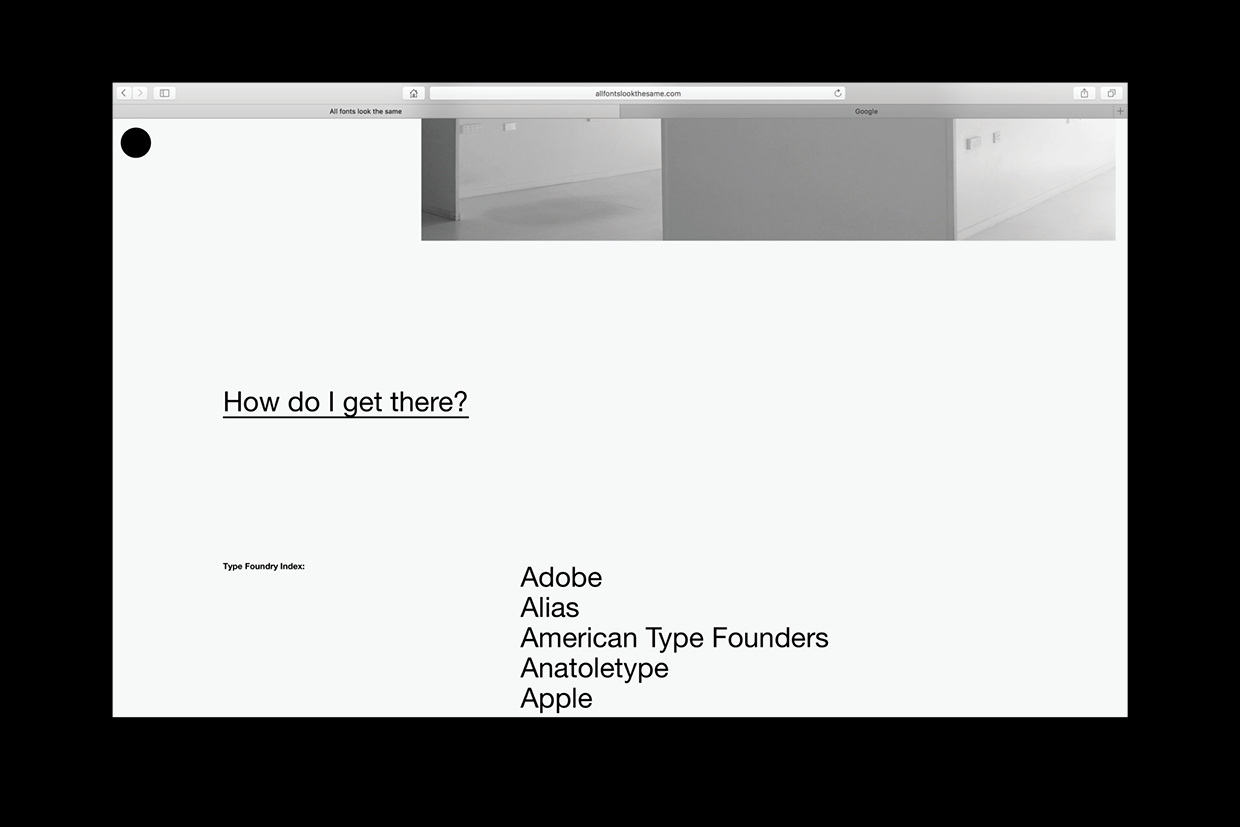 allfontslookthesame.com
All fonts look the same
Google
How do I get there?
Type Foundry Index:
Adobe
Alias
American Type Founders
Anatoletype
Apple